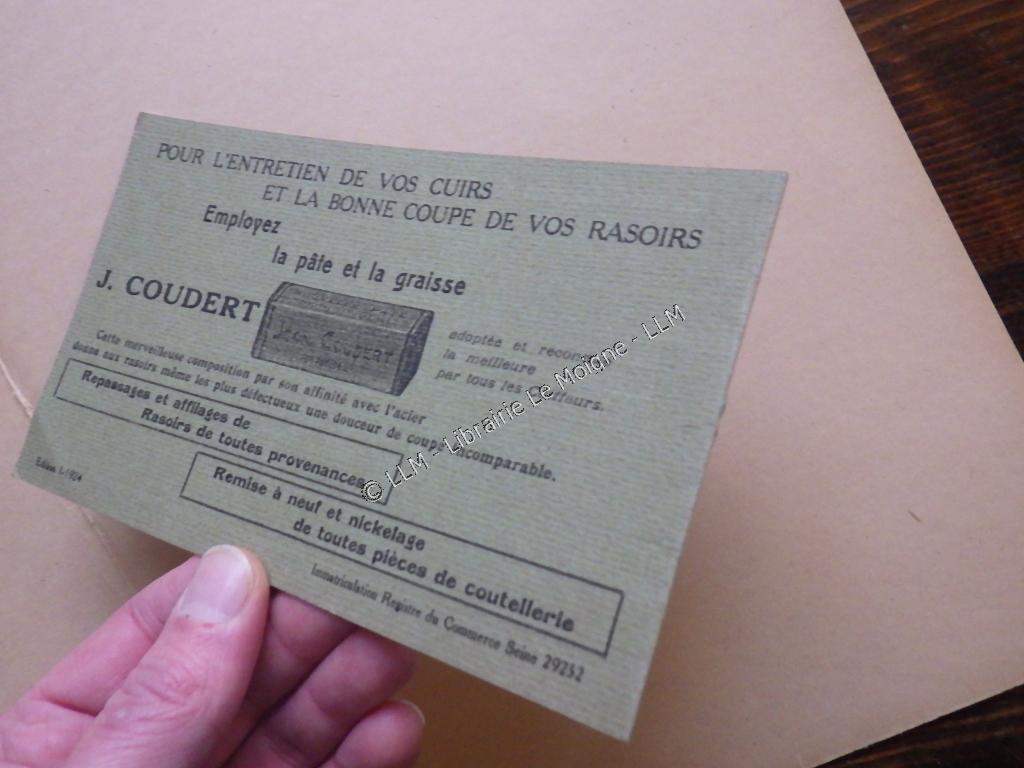 POUR L'ENTRETIEN DE VOS CUIRS
ET LA BONNE COUPE DE VOS RASOIRS
Employez
la pâte et la graisse
J. COUDERT
COUDERT
adoptée et
la meilleure
par tous les
Cette merveilleuse composition par son affinité avec l'acier
donne aux rasoirs même les plus défectueux une douceur de coupe incomparable.
Repassages et affilages de
Rasoirs de toutes provenances
Remise à neuf et nickelage
de toutes pièces de coutellerie
Immatriculation Registre du Commerce Seine 29252
© LLM - Librairie Le Moigne - LLM